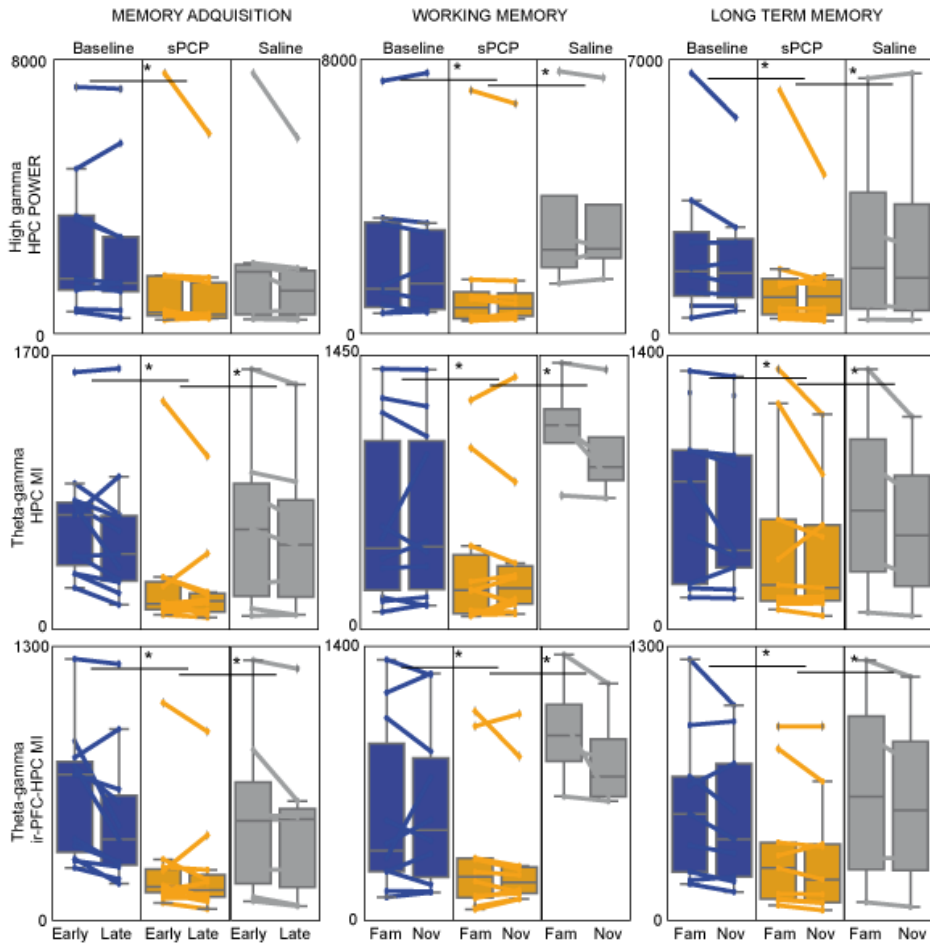 MEMORY ADQUISITION WORKING MEMORY LONG TERM MEMORY
Baseline sPCP Saline Baseline sPCP Saline Baseline sPCP Saline
8000 * 8000 * * 7000 * *
High gamma
HPC POWER
0 0 0
1700 * * 1450 * * 1400 * *
Theta-gamma
HPC MI
0 0 0
1300 * * 1400 * * 300 * *
Theta-gamma
ir-PFC-HPC MI
0 0 0
Early Late Early Late Early Late Fam Nov Fam Nov Fam Nov Fam Nov Fam Nov Fam Nov